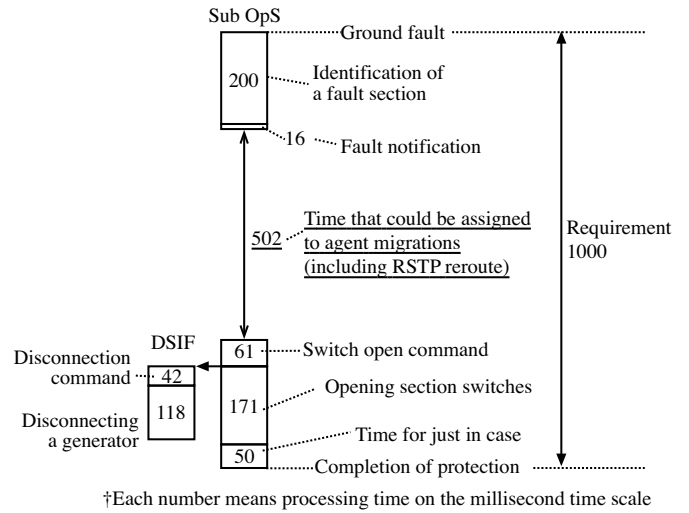 Sub OpS
Ground fault
200
Identification of
a fault section
16
Fault notification
502
Time that could be assigned
to agent migrations
(including RSTP reroute)
Requirement
1000
DSIF
61
Switch open command
Disconnection
command
42
171
Opening section switches
118
Disconnecting
a generator
Time for just in case
50
Completion of protection
†Each number means processing time on the millisecond time scale